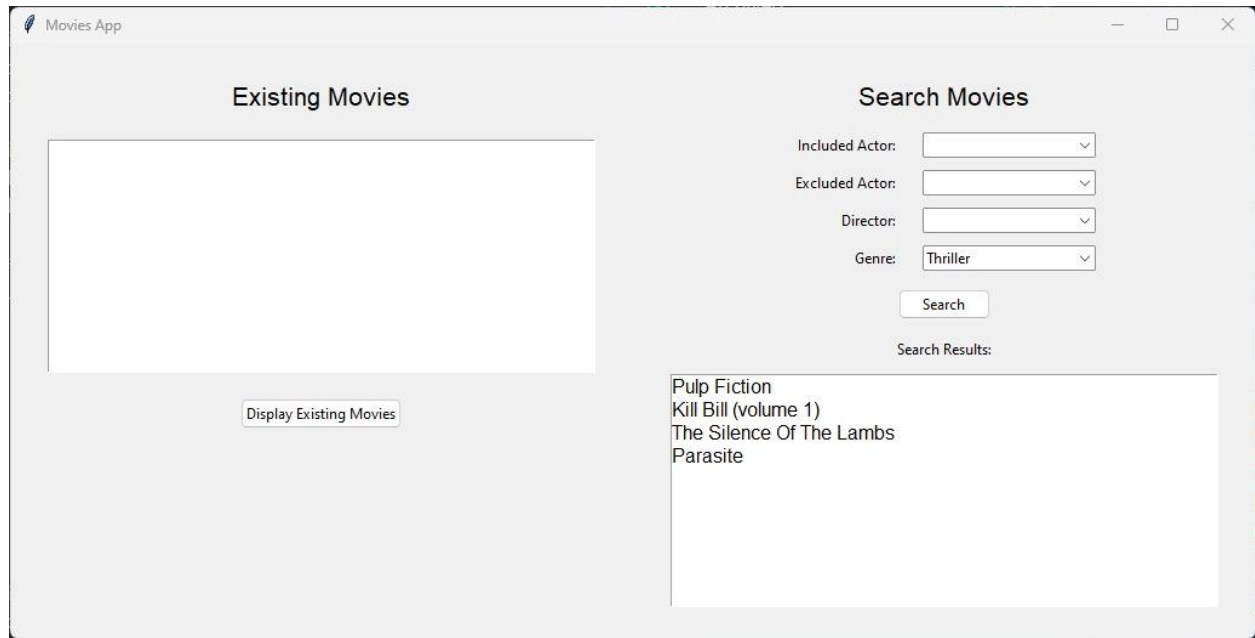 Movies App
Existing Movies
Display Existing Movies
Search Movies
Included Actor:
Excluded Actor:
Director:
Genre: Thriller
Search
Search Results:
Pulp Fiction
Kill Bill (volume 1)
The Silence Of The Lambs
Parasite